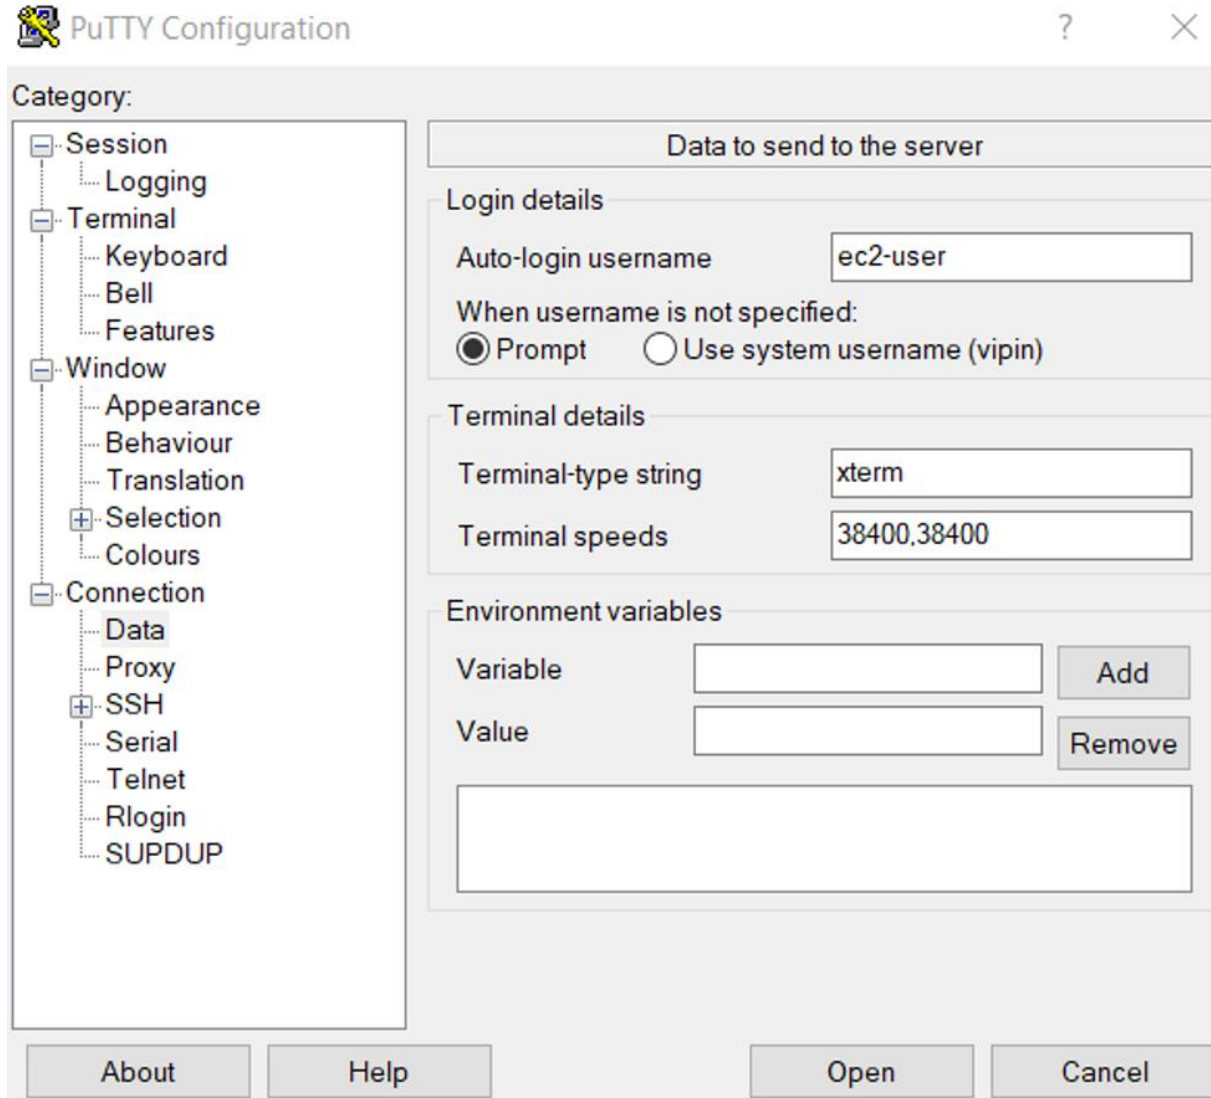 PuTTY Configuration
Category:
Session
Logging
Terminal
Keyboard
Bell
Features
Window
Appearance
Behaviour
Translation
Selection
Colours
Connection
Data
Proxy
SSH
Serial
Telnet
Rlogin
SUPDUP
Data to send to the server
Login details
Auto-login username ec2-user
When username is not specified:
Prompt Use system username (vipin)
Terminal details
Terminal-type string xterm
Terminal speeds 38400,38400
Environment variables
Variable Add
Value Remove
About Help Open Cancel